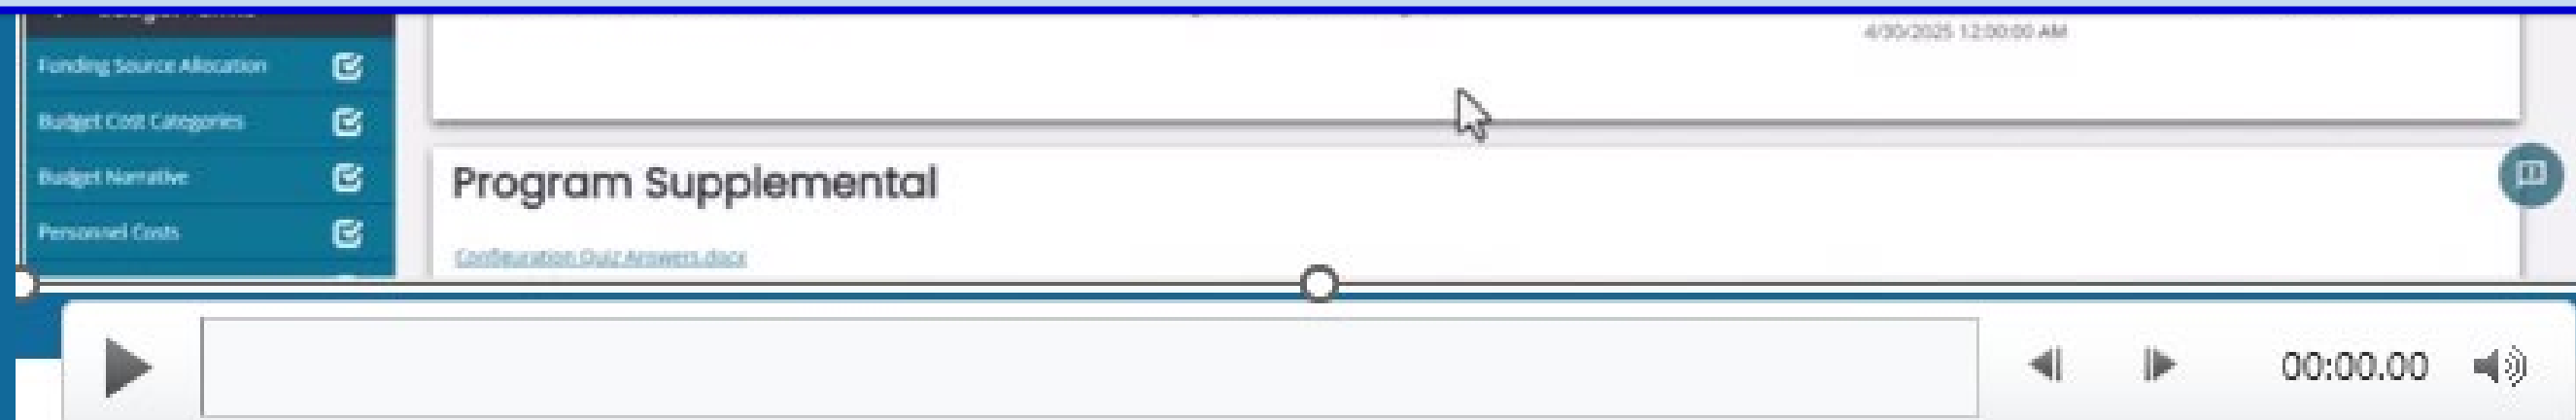 4/30/2025 12:00:00 AM
Funding Source Allocation
Budget Cost Categories
Budget Narrative
Personnel Costs
Program Supplemental
Configuration Quiz Answers.docx
00:00.00